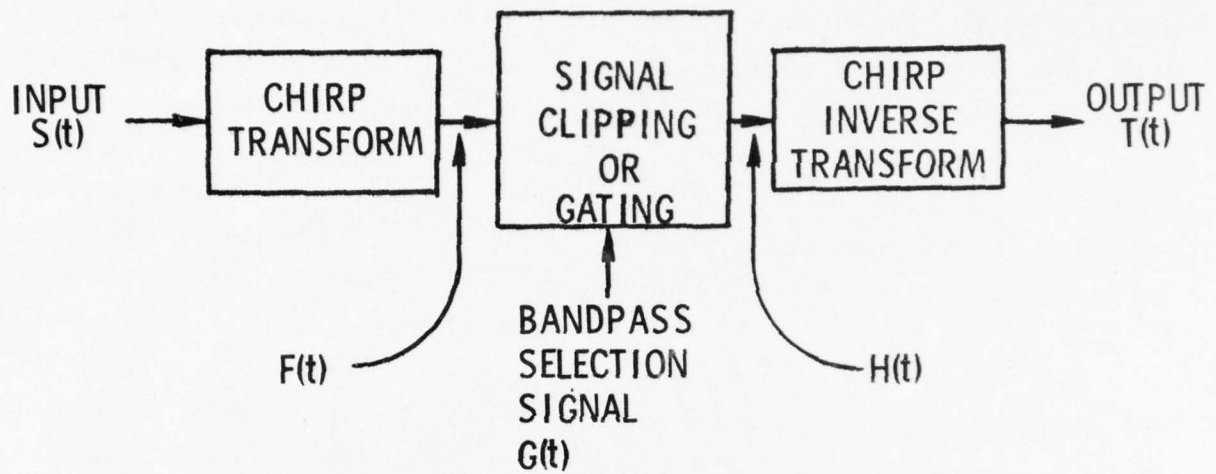 INPUT
S(t)
CHIRP
TRANSFORM
SIGNAL
CLIPPING
OR
GATING
CHIRP
INVERSE
TRANSFORM
OUTPUT
T(t)
F(t)
BANDPASS
SELECTION
SIGNAL
G(t)
H(t)